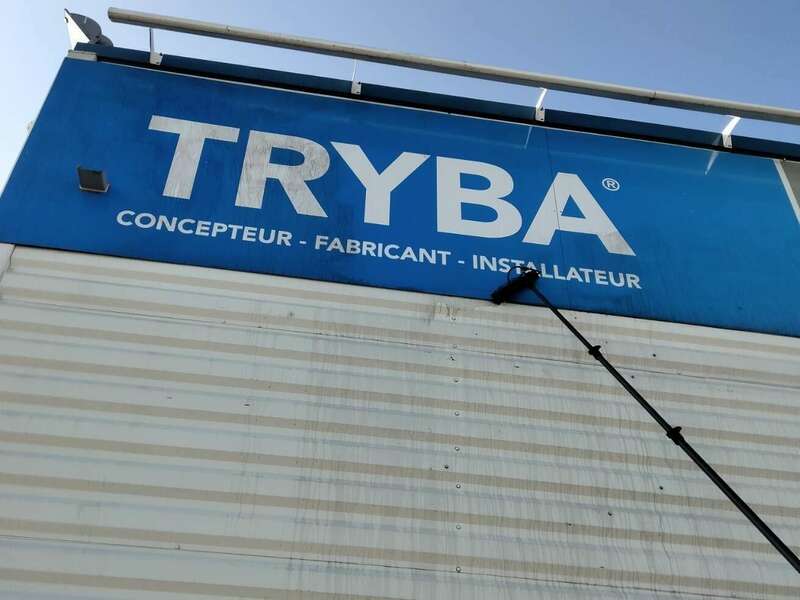 TRYBA®
CONCEPTEUR - FABRICANT - INSTALLATEUR